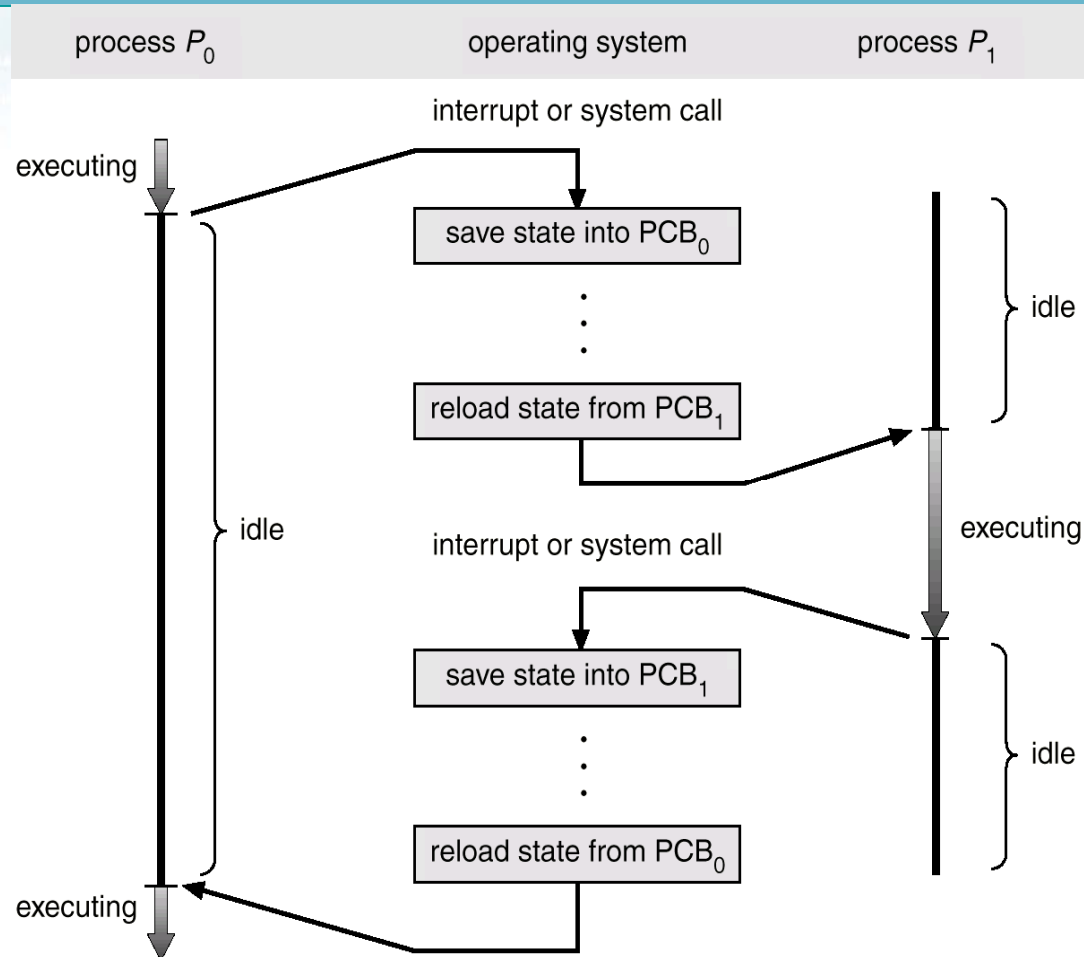 process P₀
operating system
process P₁
interrupt or system call
executing
save state into PCB₀
idle
reload state from PCB₁
idle
executing
interrupt or system call
save state into PCB₁
idle
reload state from PCB₀
executing